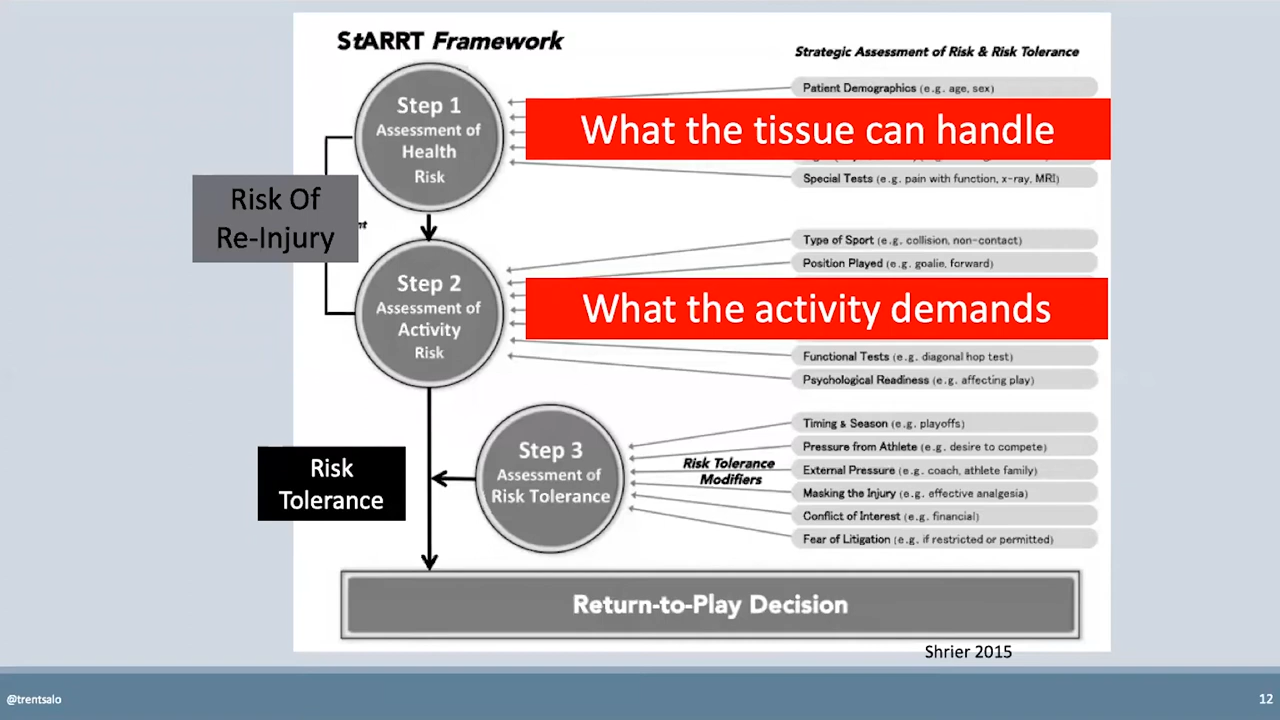 StARRT Framework
Strategic Assessment of Risk & Risk Tolerance
Step 1
Assessment of
Health
Risk
Patient Demographics (e.g. age, sex)
What the tissue can handle
Special Tests (e.g. pain with function, x-ray, MRI)
Risk Of
Re-Injury
Step 2
Assessment of
Activity
Risk
Type of Sport (e.g. collision, non-contact)
Position Played (e.g. goalie, forward)
What the activity demands
Functional Tests (e.g. diagonal hop test)
Psychological Readiness (e.g. affecting play)
Risk
Tolerance
Step 3
Assessment of
Risk Tolerance
Risk Tolerance
Modifiers
Timing & Season (e.g. playoffs)
Pressure from Athlete (e.g. desire to compete)
External Pressure (e.g. coach, athlete family)
Masking the Injury (e.g. effective analgesia)
Conflict of Interest (e.g. financial)
Fear of Litigation (e.g. if restricted or permitted)
Return-to-Play Decision
Shrier 2015
@trentsalo
12